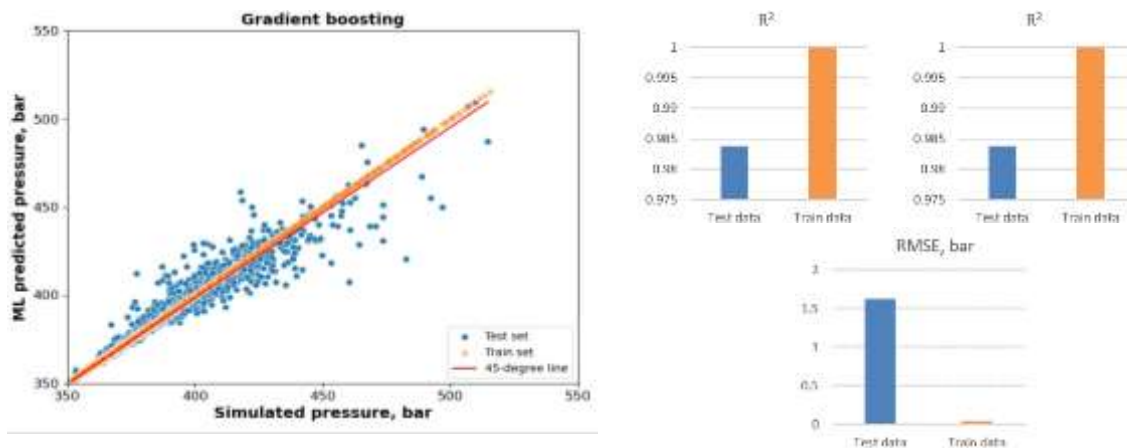 Gradient boosting
550
500
450
400
350
ML predicted pressure, bar
350 400 450 500 550
Simulated pressure, bar
Test set
Train set
45-degree line
R²
1
0.995
0.99
0.985
0.98
0.975
Test data Train data
R²
1
0.995
0.99
0.985
0.98
0.975
Test data Train data
RMSE, bar
2
1.5
1
0.5
0
Test data Train data